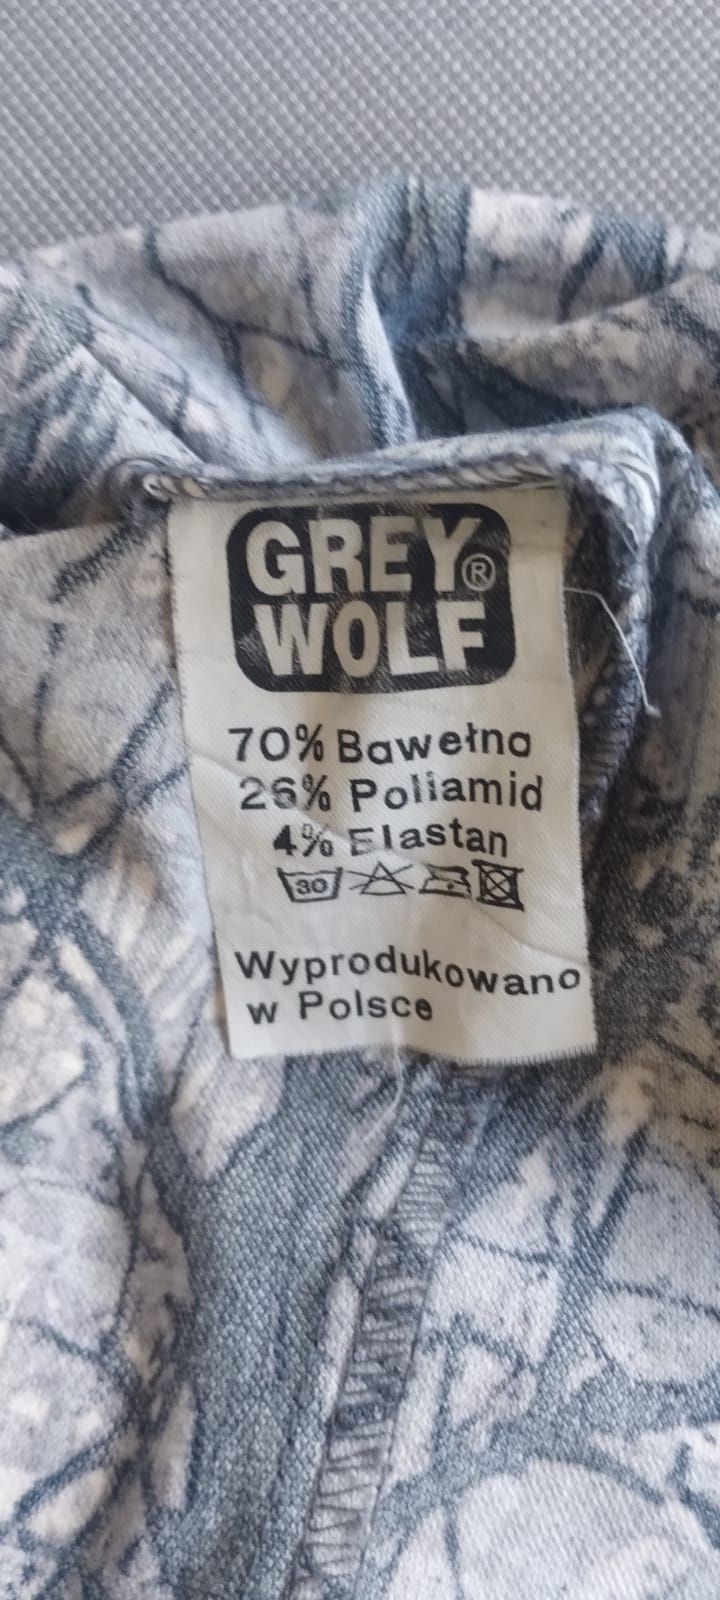 GREY®
WOLF
70% Bawełna
26% Poliamid
4% Elastan
30
Wyprodukowano
w Polsce